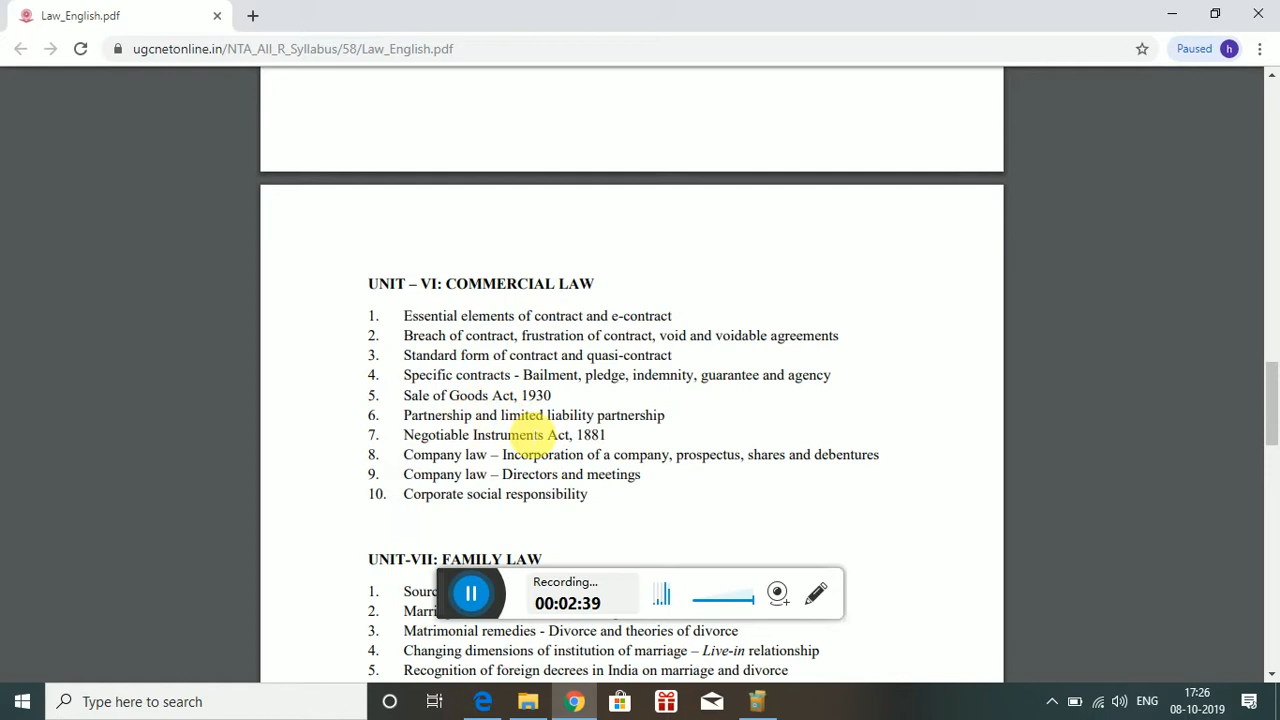 Law_English.pdf
ugcnetonline.in/NTA_All_R_Syllabus/58/Law_English.pdf
Paused
h
UNIT – VI: COMMERCIAL LAW
1. Essential elements of contract and e-contract
2. Breach of contract, frustration of contract, void and voidable agreements
3. Standard form of contract and quasi-contract
4. Specific contracts - Bailment, pledge, indemnity, guarantee and agency
5. Sale of Goods Act, 1930
6. Partnership and limited liability partnership
7. Negotiable Instruments Act, 1881
8. Company law – Incorporation of a company, prospectus, shares and debentures
9. Company law – Directors and meetings
10. Corporate social responsibility
UNIT-VII: FAMILY LAW
1.
2.
Recording...
00:02:39
3. Matrimonial remedies - Divorce and theories of divorce
4. Changing dimensions of institution of marriage – Live-in relationship
5. Recognition of foreign decrees in India on marriage and divorce
Type here to search
ENG
17:26
08-10-2019